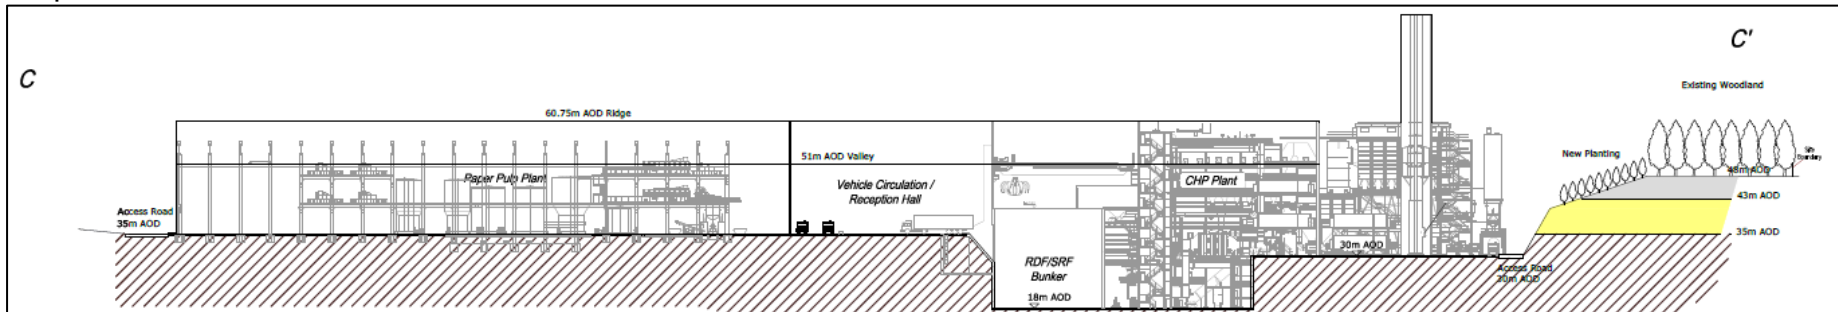 C
C'
Existing Woodland
60.75m AOD Ridge
51m AOD Valley
New Planting
Site
Boundary
48m AOD
Paper Pulp Plant
Vehicle Circulation /
Reception Hall
CHP Plant
43m AOD
Access Road
35m AOD
35m AOD
30m AOD
RDF/SRF
Bunker
Access Road
30m AOD
18m AOD